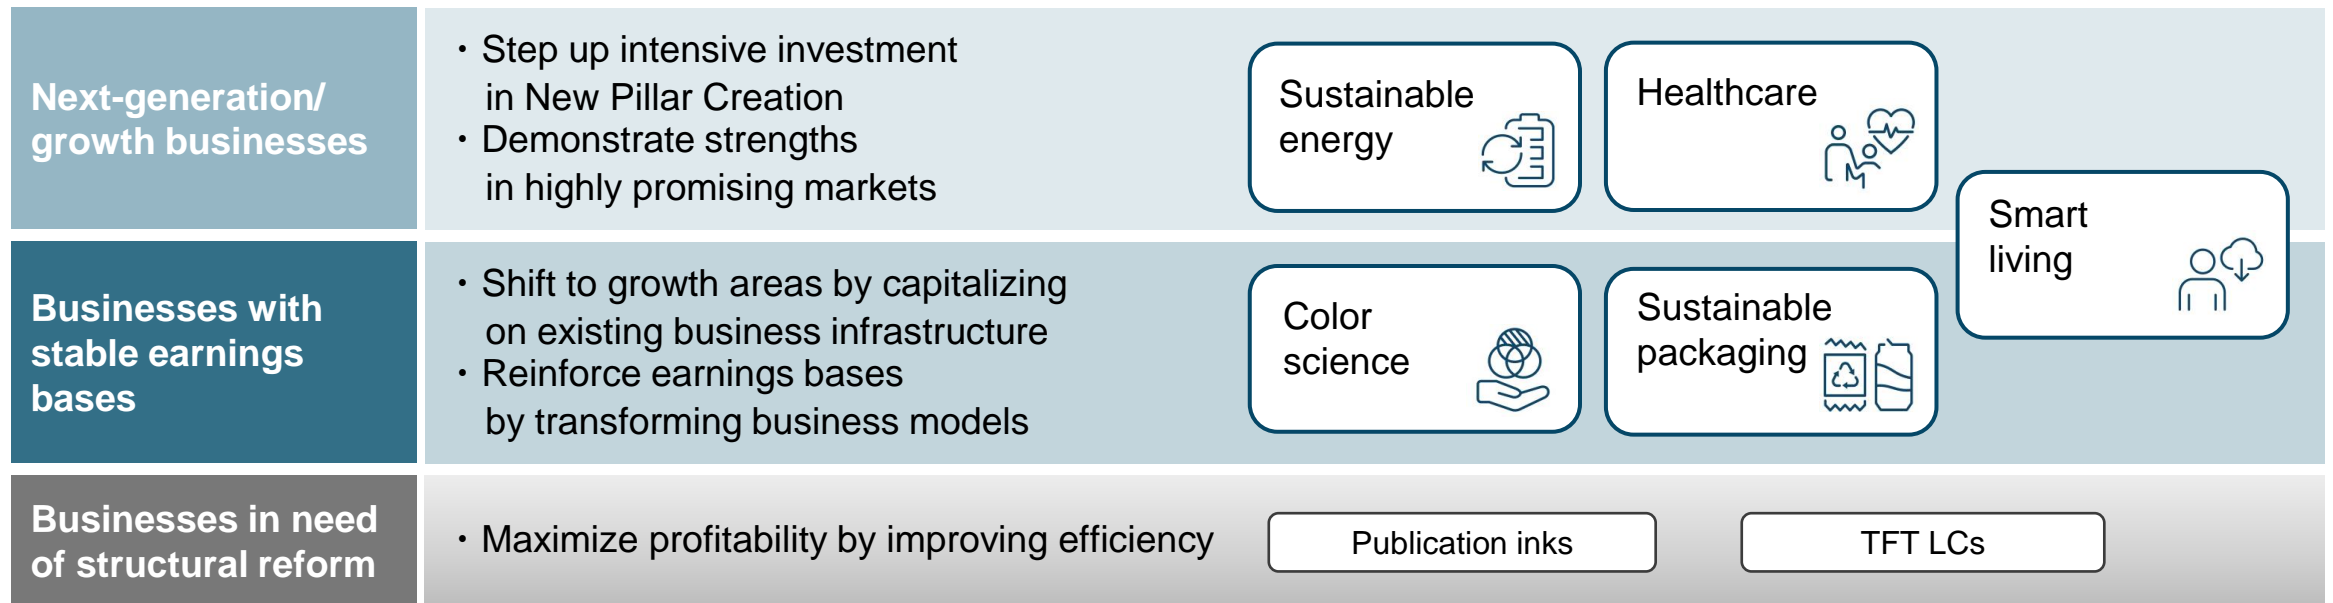 Next-generation/
growth businesses
・Step up intensive investment
in New Pillar Creation
・Demonstrate strengths
in highly promising markets
Sustainable
energy
Healthcare
Smart
living
Businesses with
stable earnings
bases
・Shift to growth areas by capitalizing
on existing business infrastructure
・Reinforce earnings bases
by transforming business models
Color
science
Sustainable
packaging
Businesses in need
of structural reform
・Maximize profitability by improving efficiency
Publication inks
TFT LCs